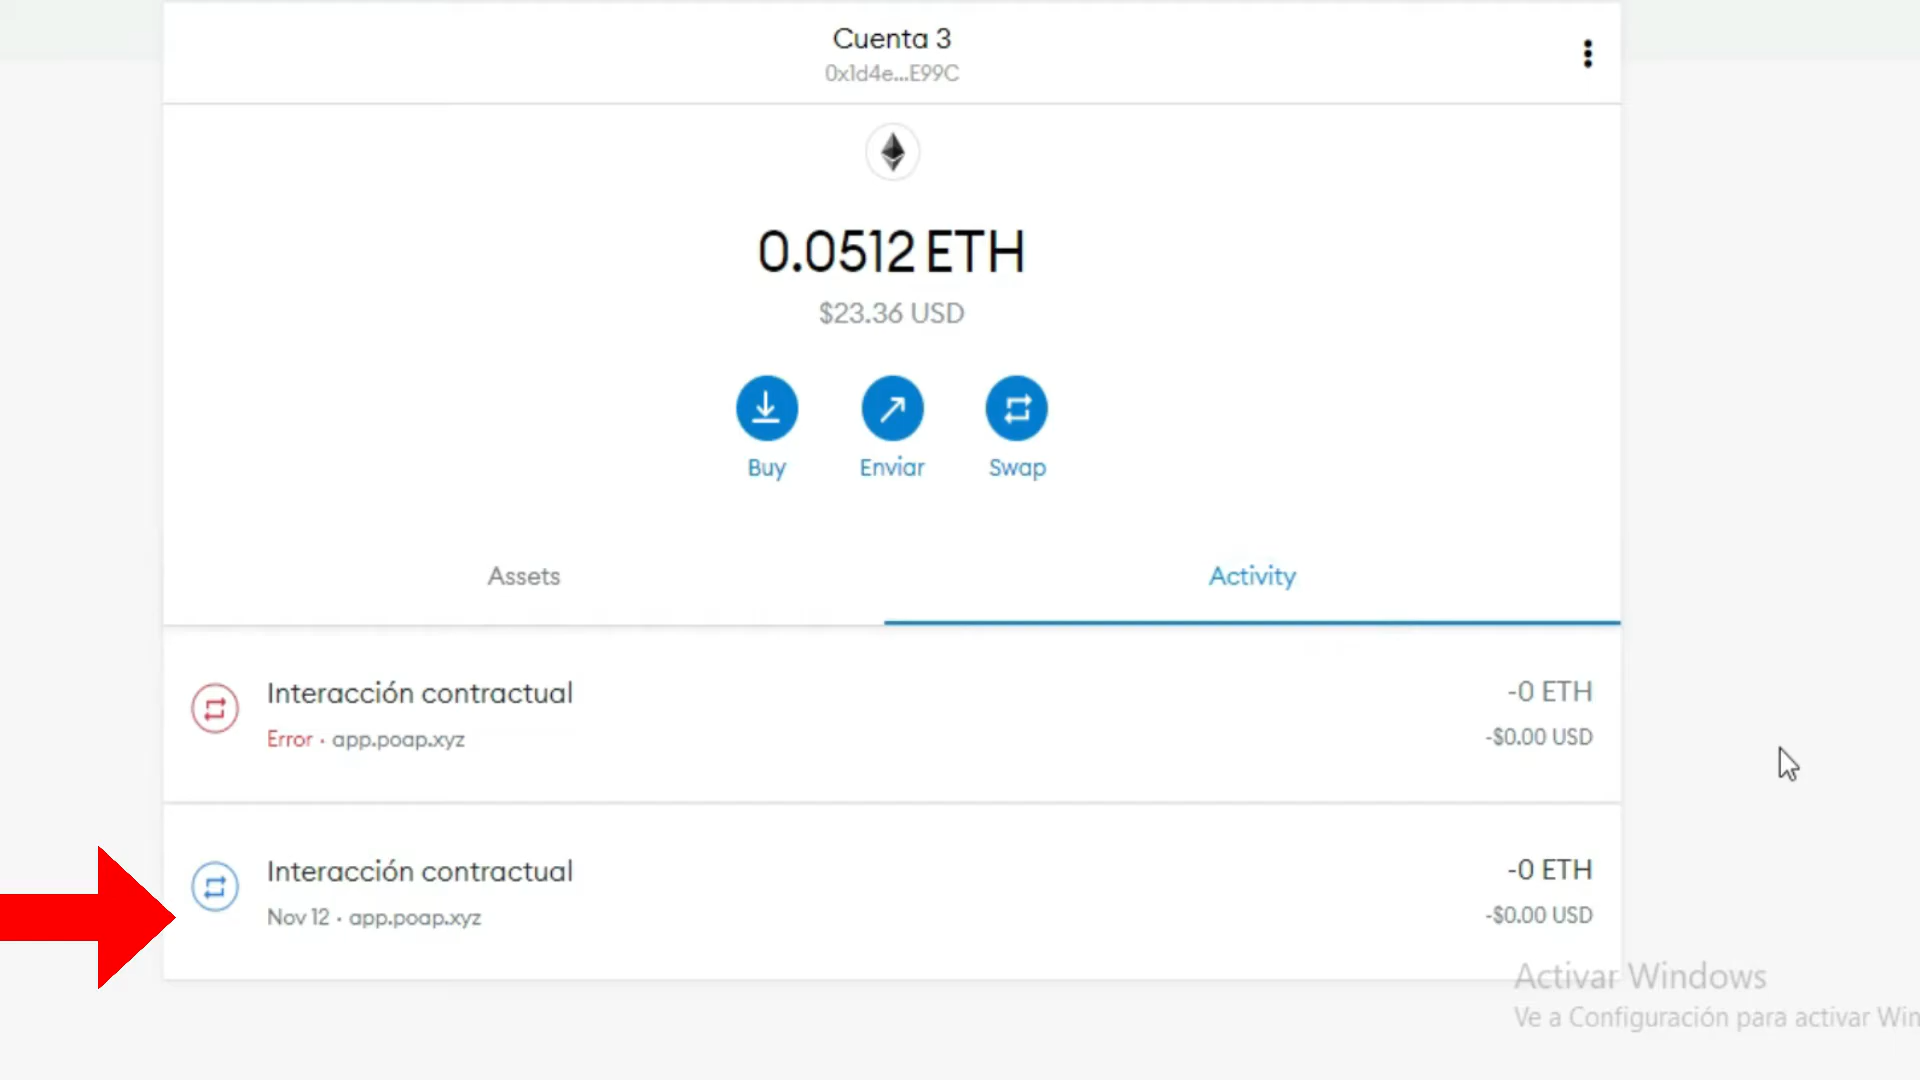 Cuenta 3
0x1d4e...E99C
0.0512 ETH
$23.36 USD
Buy
Enviar
Swap
Assets
Activity
Interacción contractual
-0 ETH
Error · app.poap.xyz
-$0.00 USD
Interacción contractual
-0 ETH
Nov 12 · app.poap.xyz
-$0.00 USD
Activar Windows
Ve a Configuración para activar Win